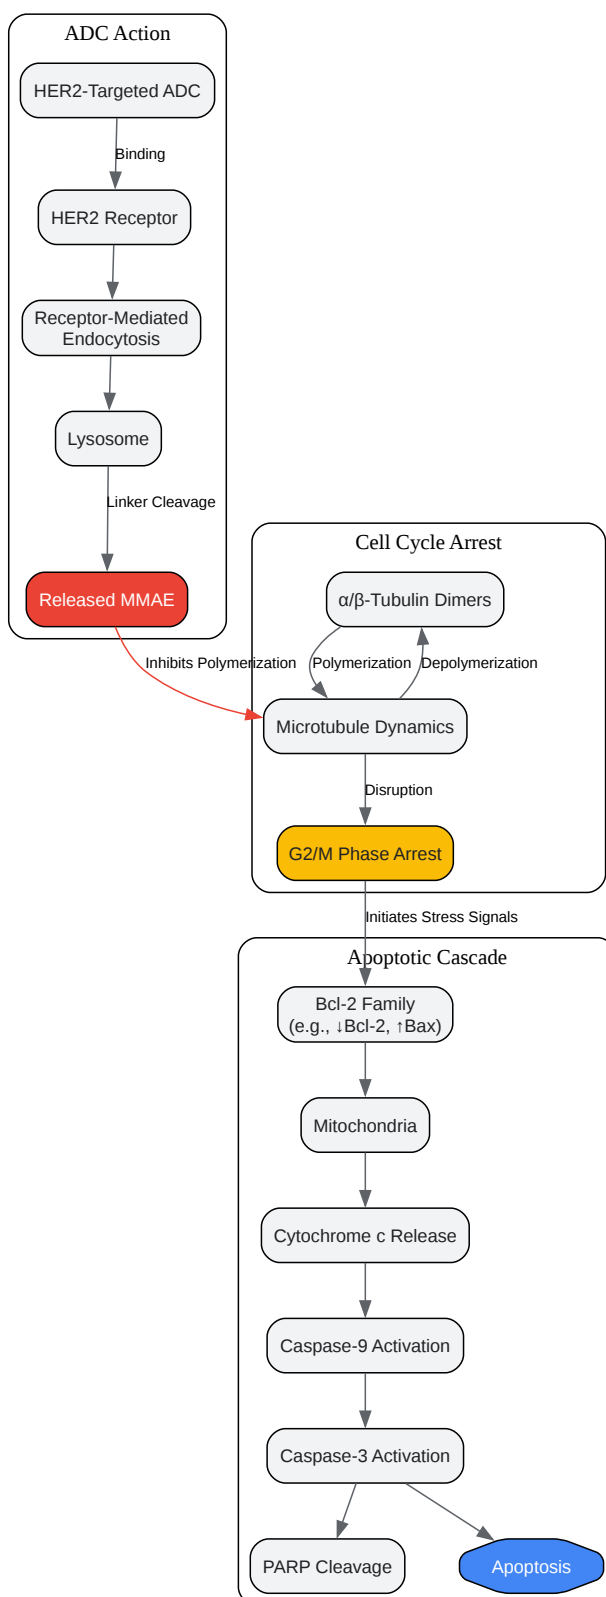 ADC Action
HER2-Targeted ADC
Binding
HER2 Receptor
Receptor-Mediated
Endocytosis
Lysosome
Linker Cleavage
Released MMAE
Cell Cycle Arrest
α/β-Tubulin Dimers
Inhibits Polymerization
Polymerization
Depolymerization
Microtubule Dynamics
Disruption
G2/M Phase Arrest
Initiates Stress Signals
Apoptotic Cascade
Bcl-2 Family
(e.g., ↓Bcl-2, ↑Bax)
Mitochondria
Cytochrome c Release
Caspase-9 Activation
Caspase-3 Activation
PARP Cleavage
Apoptosis